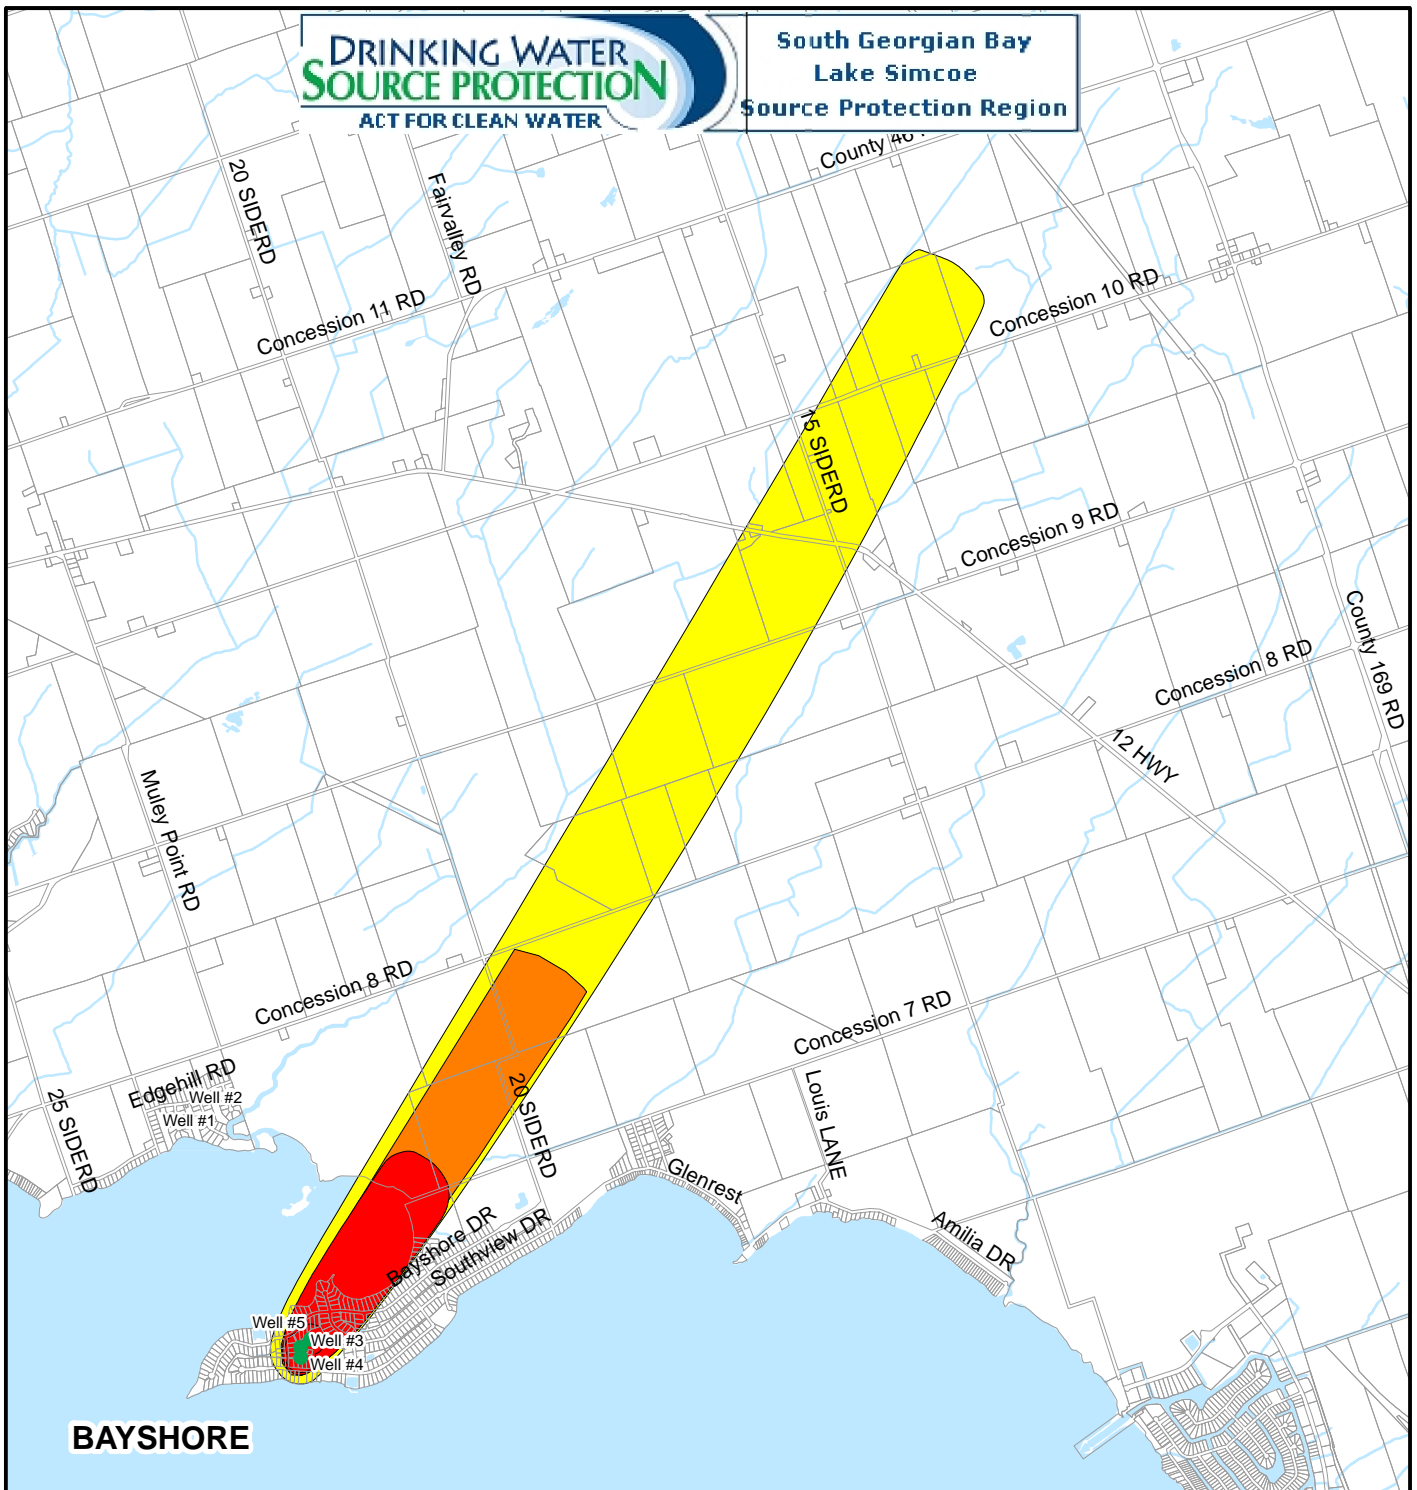 DRINKING WATER
SOURCE PROTECTION
ACT FOR CLEAN WATER
South Georgian Bay
Lake Simcoe
Source Protection Region
County 46
20 SIDERD
Fairvalley RD
Concession 11 RD
Concession 10 RD
15 SIDERD
Concession 9 RD
County 169 RD
Concession 8 RD
12 HWY
Muley Point RD
Concession 8 RD
Concession 7 RD
Edgehill RD
Well #2
Well #1
25 SIDERD
20 SIDERD
Louis LANE
Glenrest
Bayshore DR
Southview DR
Amilia DR
Well #5
Well #3
Well #4
BAYSHORE